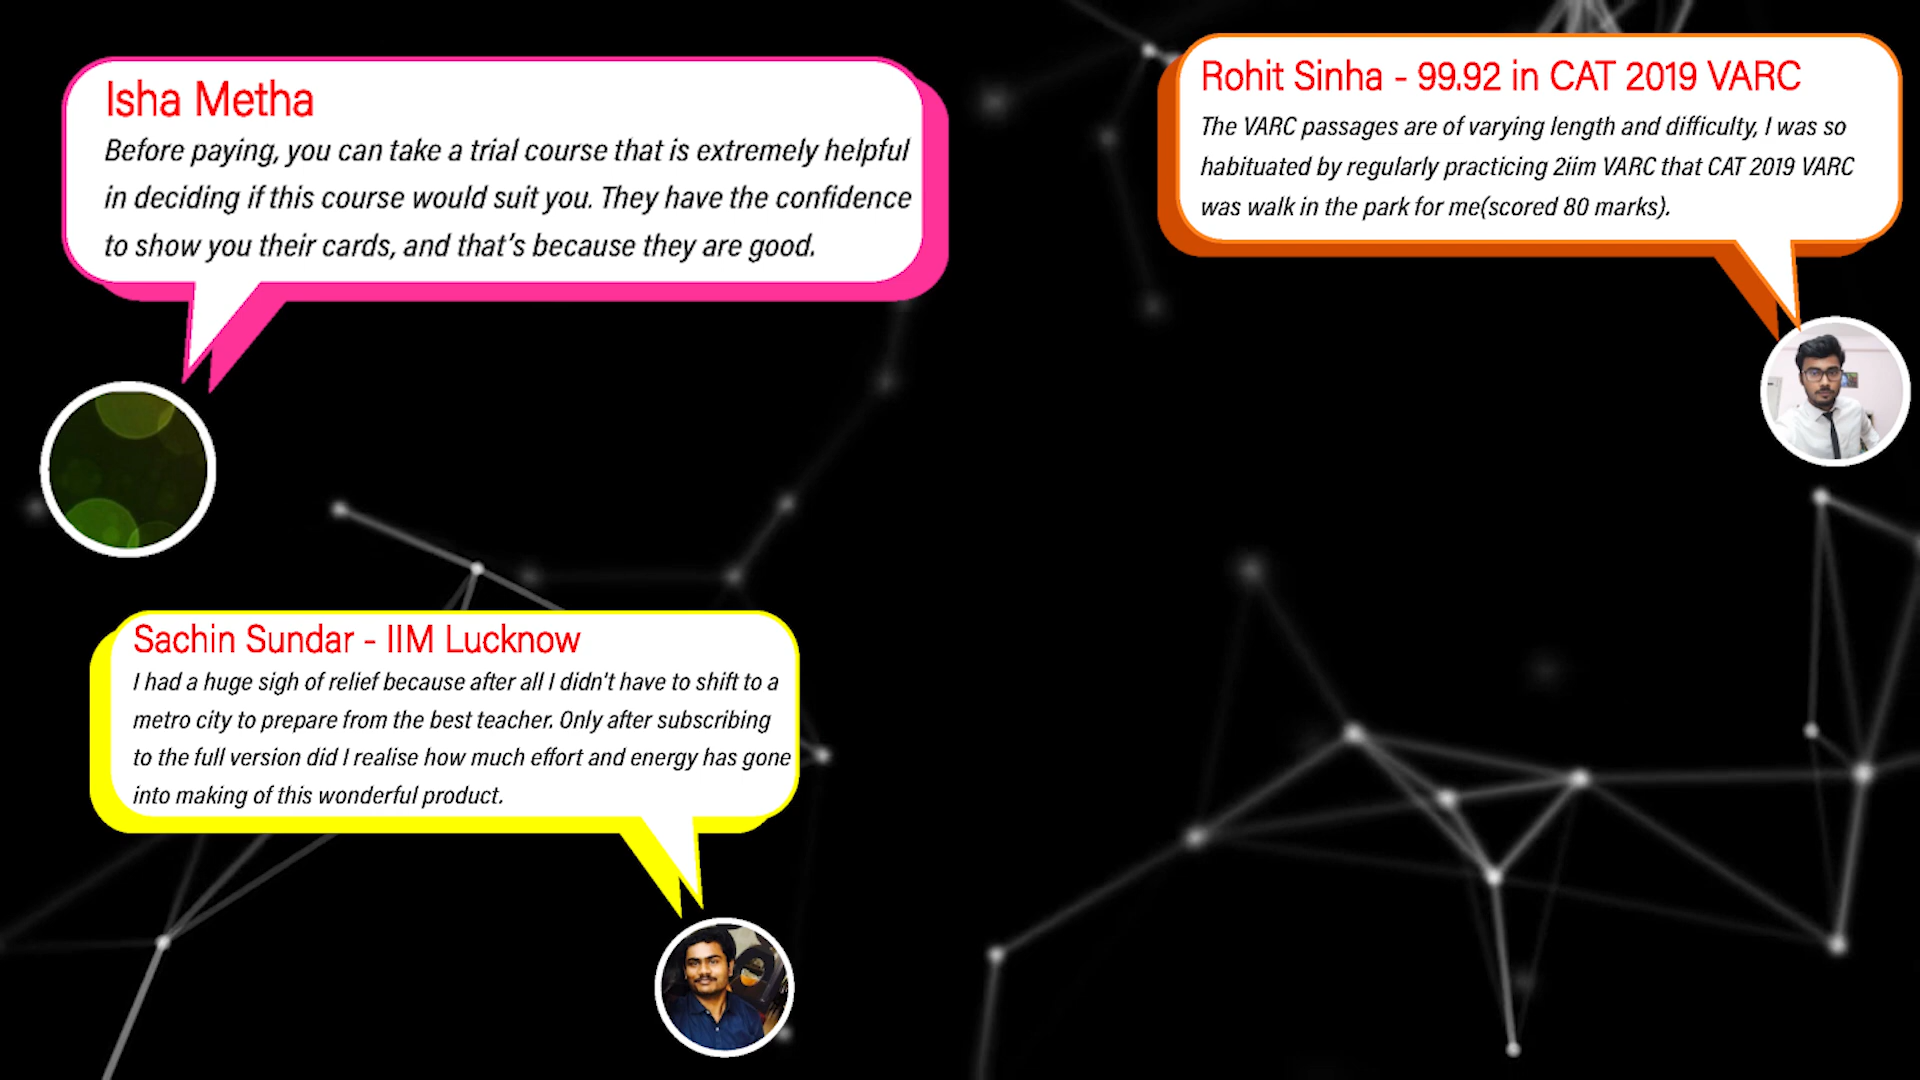 Isha Metha
Before paying, you can take a trial course that is extremely helpful
in deciding if this course would suit you. They have the confidence
to show you their cards, and that's because they are good.
Rohit Sinha - 99.92 in CAT 2019 VARC
The VARC passages are of varying length and difficulty, I was so
habituated by regularly practicing 2iim VARC that CAT 2019 VARC
was walk in the park for me(scored 80 marks).
Sachin Sundar - IIM Lucknow
I had a huge sigh of relief because after all I didn't have to shift to a
metro city to prepare from the best teacher. Only after subscribing
to the full version did I realise how much effort and energy has gone
into making of this wonderful product.